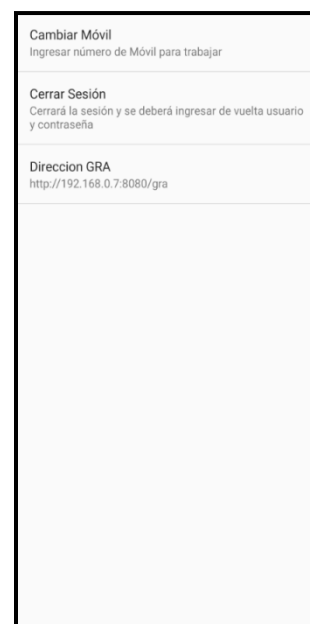 Cambiar Móvil
Ingresar número de Móvil para trabajar
Cerrar Sesión
Cerrará la sesión y se deberá ingresar de vuelta usuario
y contraseña
Direccion GRA
http://192.168.0.7:8080/gra